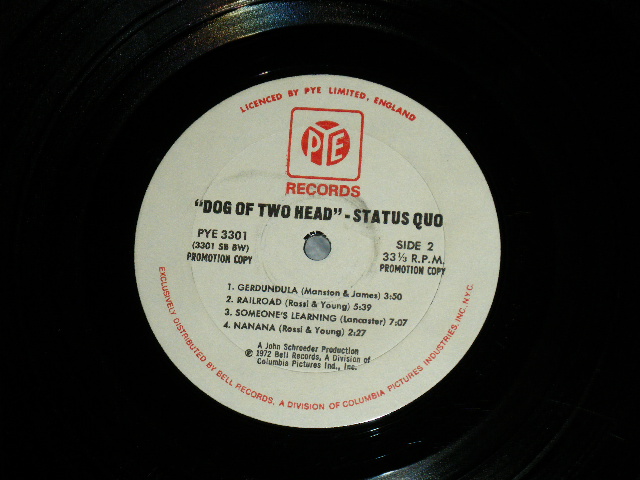 LICENCED BY PYE LIMITED, ENGLAND
PYE
RECORDS
"DOG OF TWO HEAD" - STATUS QUO
PYE 3301
(3301 SB BW)
PROMOTION COPY
SIDE 2
33⅓ R.P.M.
PROMOTION COPY
1. GERDUNDULA (Manston & James) 3:50
2. RAILROAD (Rossi & Young) 5:39
3. SOMEONE'S LEARNING (Lancaster) 7:07
4. NANANA (Rossi & Young) 2:27
A John Schroeder Production
℗ 1972 Bell Records, A Division of
Columbia Pictures Ind., Inc.
EXCLUSIVELY DISTRIBUTED BY BELL RECORDS, A DIVISION OF COLUMBIA PICTURES INDUSTRIES, INC. N.Y.C.